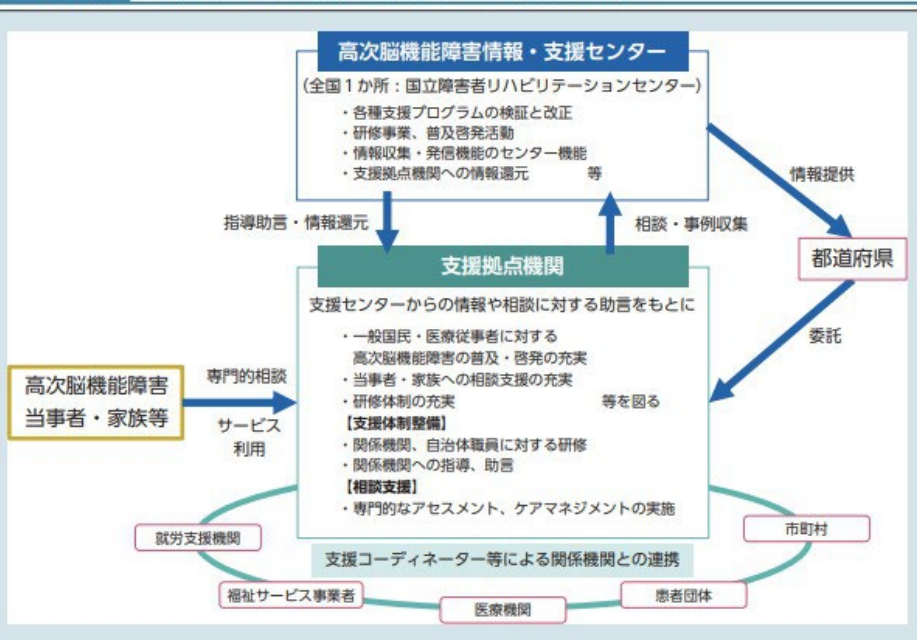 高次脳機能障害情報・支援センター
（全国１か所：国立障害者リハビリテーションセンター）
・各種支援プログラムの検証と改正
・研修事業、普及啓発活動
・情報収集・発信機能のセンター機能
・支援拠点機関への情報還元　　　等
情報提供
指導助言・情報還元
相談・事例収集
都道府県
支援拠点機関
支援センターからの情報や相談に対する助言をもとに
・一般国民・医療従事者に対する
高次脳機能障害の普及・啓発の充実
・当事者・家族への相談支援の充実
・研修体制の充実　　　等を図る
【支援体制整備】
・関係機関、自治体職員に対する研修
・関係機関への指導、助言
【相談支援】
・専門的なアセスメント、ケアマネジメントの実施
委託
高次脳機能障害
当事者・家族等
専門的相談
サービス
利用
支援コーディネーター等による関係機関との連携
就労支援機関
福祉サービス事業者
医療機関
患者団体
市町村